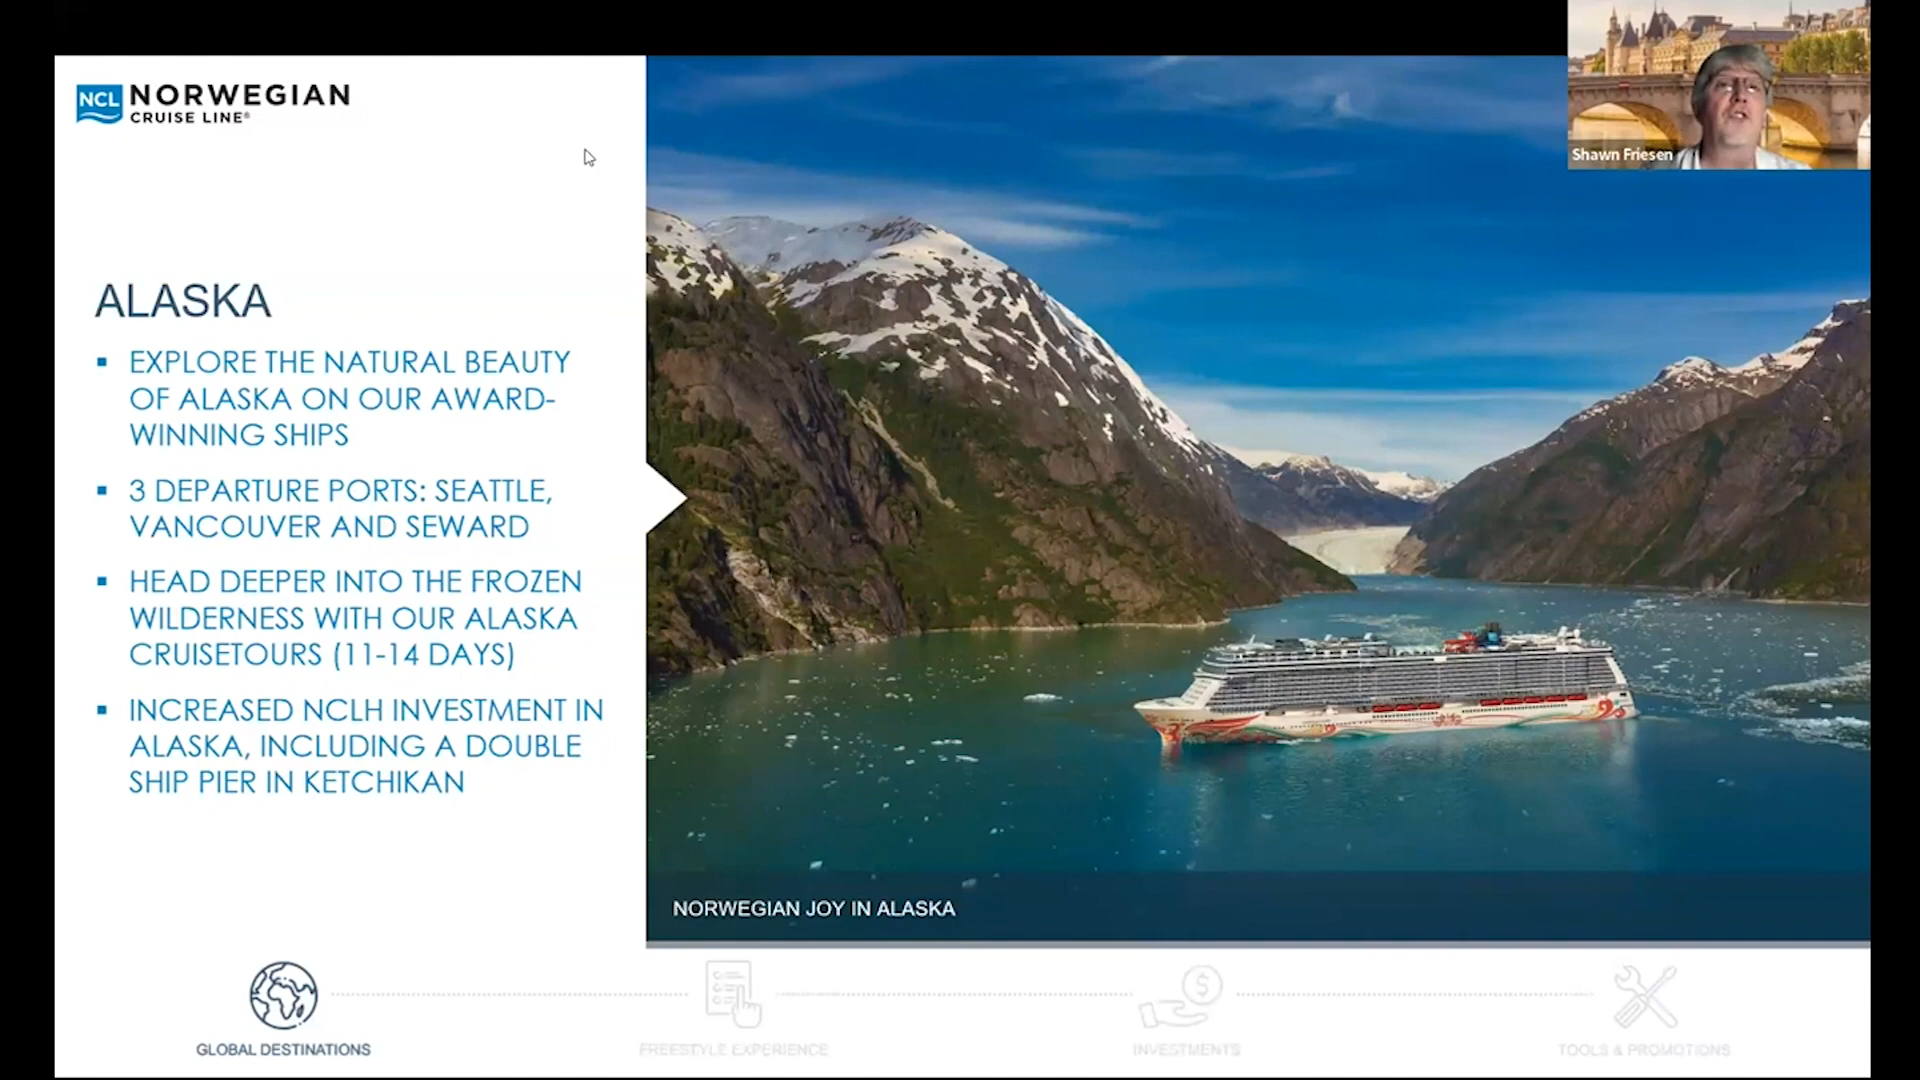 NCL NORWEGIAN
CRUISE LINE®
Shawn Friesen
ALASKA
▪ EXPLORE THE NATURAL BEAUTY
OF ALASKA ON OUR AWARD-
WINNING SHIPS
▪ 3 DEPARTURE PORTS: SEATTLE,
VANCOUVER AND SEWARD
▪ HEAD DEEPER INTO THE FROZEN
WILDERNESS WITH OUR ALASKA
CRUISETOURS (11-14 DAYS)
▪ INCREASED NCLH INVESTMENT IN
ALASKA, INCLUDING A DOUBLE
SHIP PIER IN KETCHIKAN
NORWEGIAN JOY IN ALASKA
GLOBAL DESTINATIONS
FREESTYLE EXPERIENCE
INVESTMENTS
TOOLS & PROMOTIONS